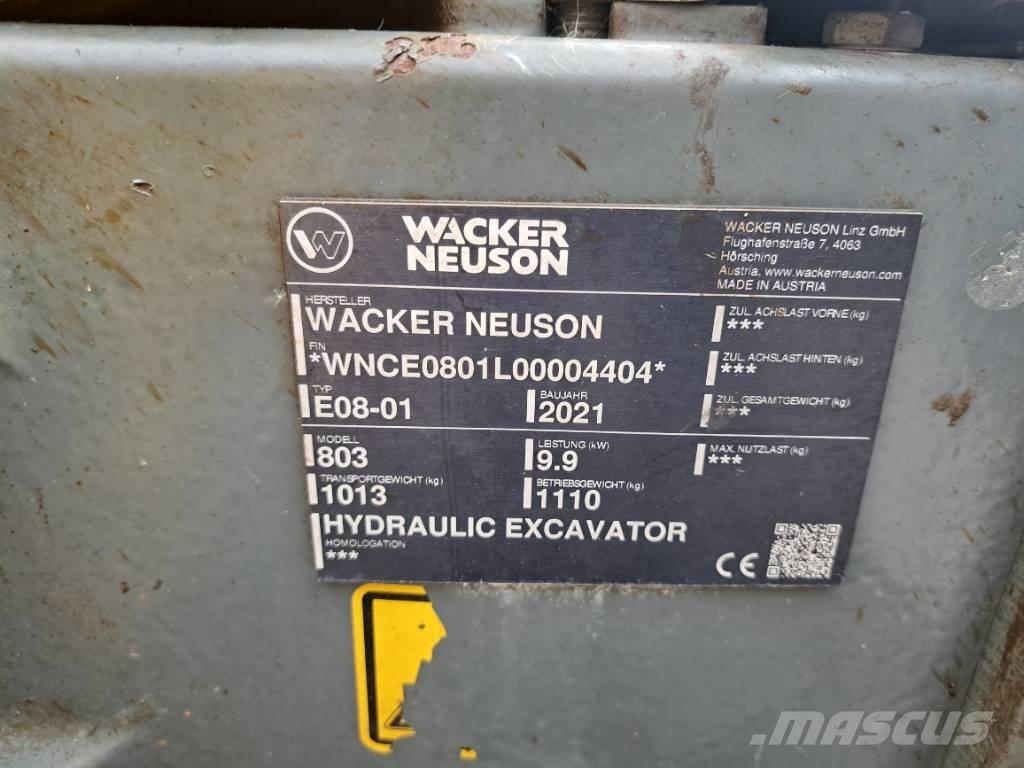 WACKER
NEUSON
WACKER NEUSON Linz GmbH
Flughafenstraße 7, 4063
Hörsching
Austria, www.wackerneuson.com
MADE IN AUSTRIA
HERSTELLER
WACKER NEUSON
FIN
*WNCE0801L00004404*
TYP
E08-01
BAUJAHR
2021
MODELL
803
LEISTUNG (kW)
9.9
TRANSPORTGEWICHT (kg)
1013
BETRIEBSGEWICHT (kg)
1110
HYDRAULIC EXCAVATOR
HOMOLOGATION
***
ZUL. ACHSLAST VORNE (kg)
***
ZUL. ACHSLAST HINTEN (kg)
***
ZUL. GESAMTGEWICHT (kg)
***
MAX. NUTZLAST (kg)
***
CE
MASCUS